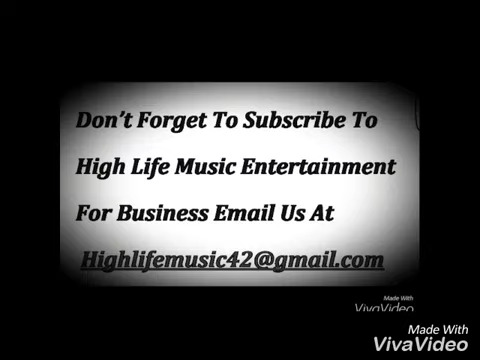 Don't Forget To Subscribe To
High Life Music Entertainment
For Business Email Us At
Highlifemusic42@gmail.com
Made With
VivaVideo
Made With
VivaVideo